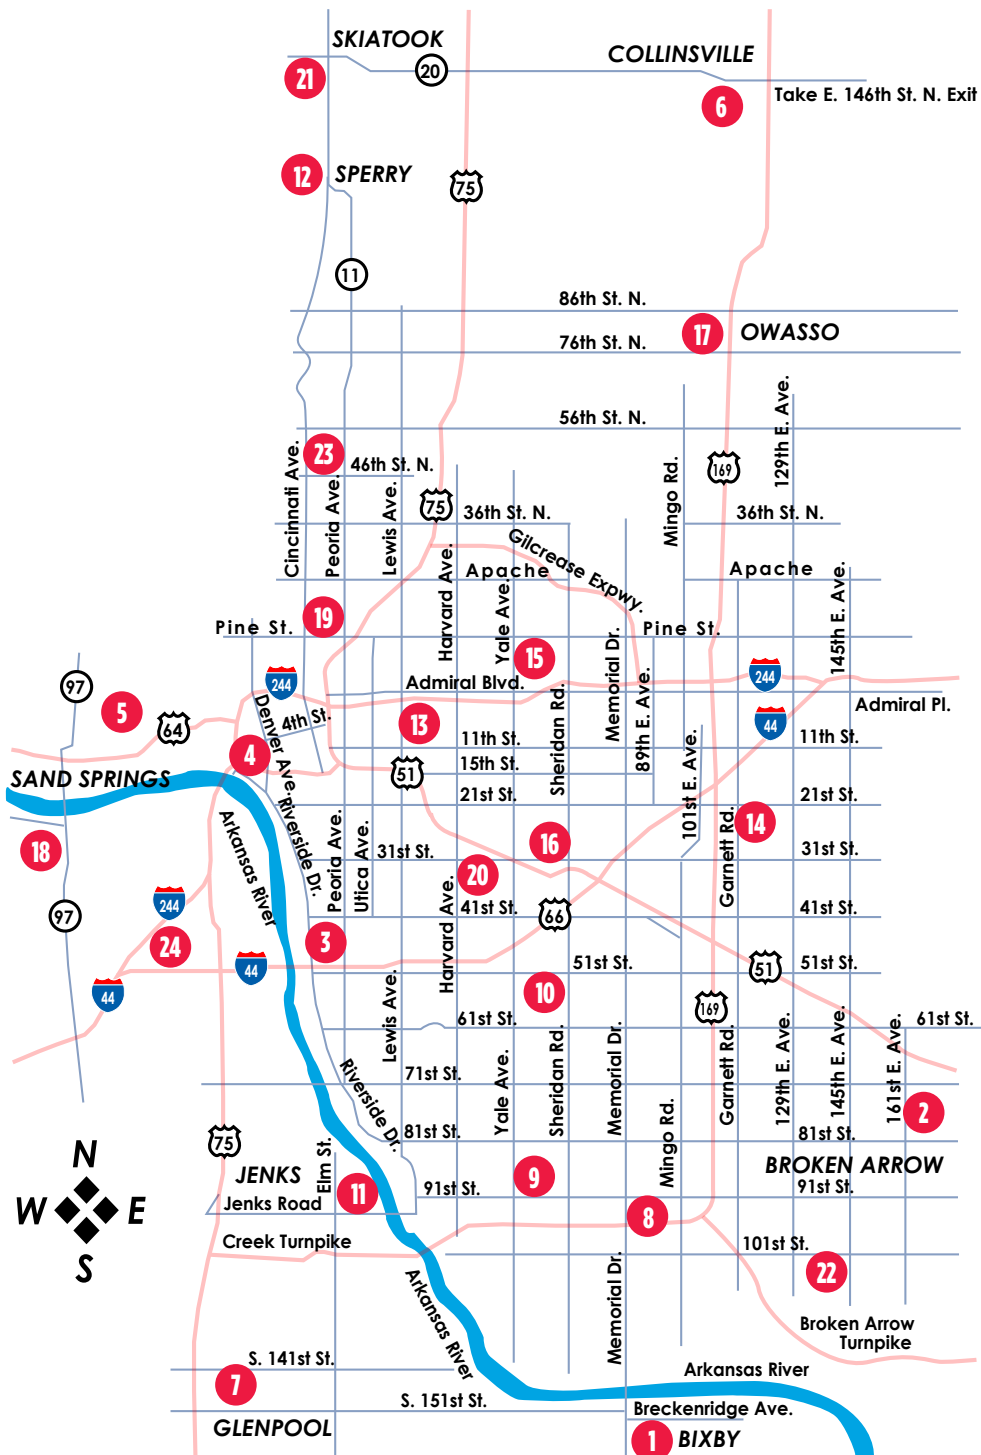 SKIATOOK
COLLINSVILLE
21
20
6
Take E. 146th St. N. Exit
12
SPERRY
75
11
86th St. N.
17
OWASSO
76th St. N.
129th E. Ave.
56th St. N.
Cincinnati Ave.
23
46th St. N.
Peoria Ave.
Lewis Ave.
Mingo Rd.
169
75
36th St. N.
36th St. N.
Gilcrease Expwy.
Harvard Ave.
Apache
Apache
Yale Ave.
145th E. Ave.
19
Pine St.
Pine St.
Memorial Dr.
15
89th E. Ave.
97
244
244
Admiral Blvd.
Sheridan Rd.
Admiral Pl.
5
64
Denver Ave.
4th St.
13
44
11th St.
11th St.
4
15th St.
51
SAND SPRINGS
101st E. Ave.
21st St.
21st St.
Riverside Dr.
Arkansas River
Peoria Ave.
Utica Ave.
Garnett Rd.
14
18
31st St.
16
31st St.
20
Harvard Ave.
244
97
41st St.
66
41st St.
3
24
44
51st St.
51
51st St.
44
10
169
Lewis Ave.
61st St.
61st St.
Yale Ave.
Sheridan Rd.
Memorial Dr.
Garnett Rd.
129th E. Ave.
145th E. Ave.
161st E. Ave.
Riverside Dr.
71st St.
2
Mingo Rd.
75
81st St.
81st St.
N
W
E
S
JENKS
Elm St.
BROKEN ARROW
9
11
91st St.
91st St.
Jenks Road
8
Creek Turnpike
101st St.
22
Arkansas River
Memorial Dr.
Broken Arrow
Turnpike
S. 141st St.
7
Arkansas River
S. 151st St.
Breckenridge Ave.
GLENPOOL
1
BIXBY